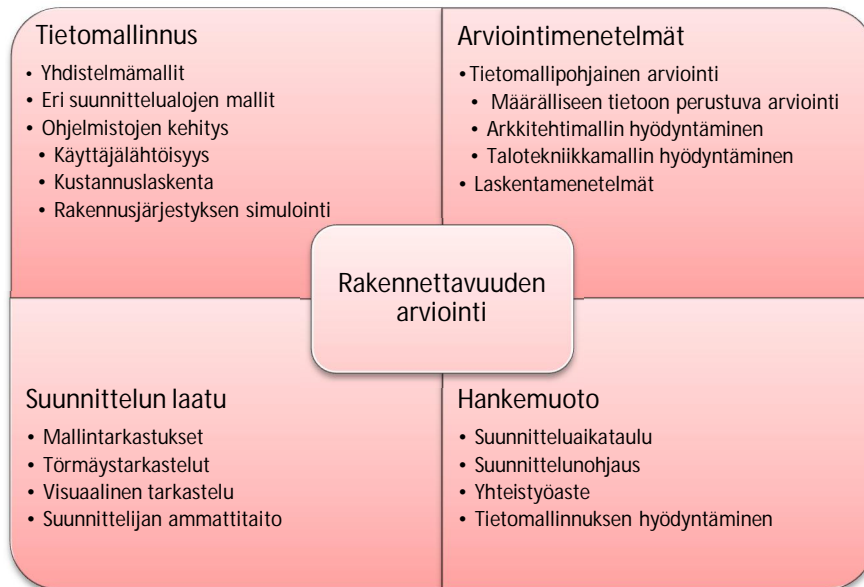 Tietomallinnus
• Yhdistelmämallit
• Eri suunnittelualojen mallit
• Ohjelmistojen kehitys
• Käyttäjälähtöisyys
• Kustannuslaskenta
• Rakennusjärjestyksen simulointi
Arviointimenetelmät
•Tietomallipohjainen arviointi
• Määrälliseen tietoon perustuva arviointi
• Arkkitehtimallin hyödyntäminen
• Talotekniikkamallin hyödyntäminen
• Laskentamenetelmät
Rakennettavuuden
arviointi
Suunnittelun laatu
• Mallintarkastukset
• Törmäystarkastelut
• Visuaalinen tarkastelu
• Suunnittelijan ammattitaito
Hankemuoto
• Suunnitteluaikataulu
• Suunnittelunohjaus
• Yhteistyöaste
• Tietomallinnuksen hyödyntäminen